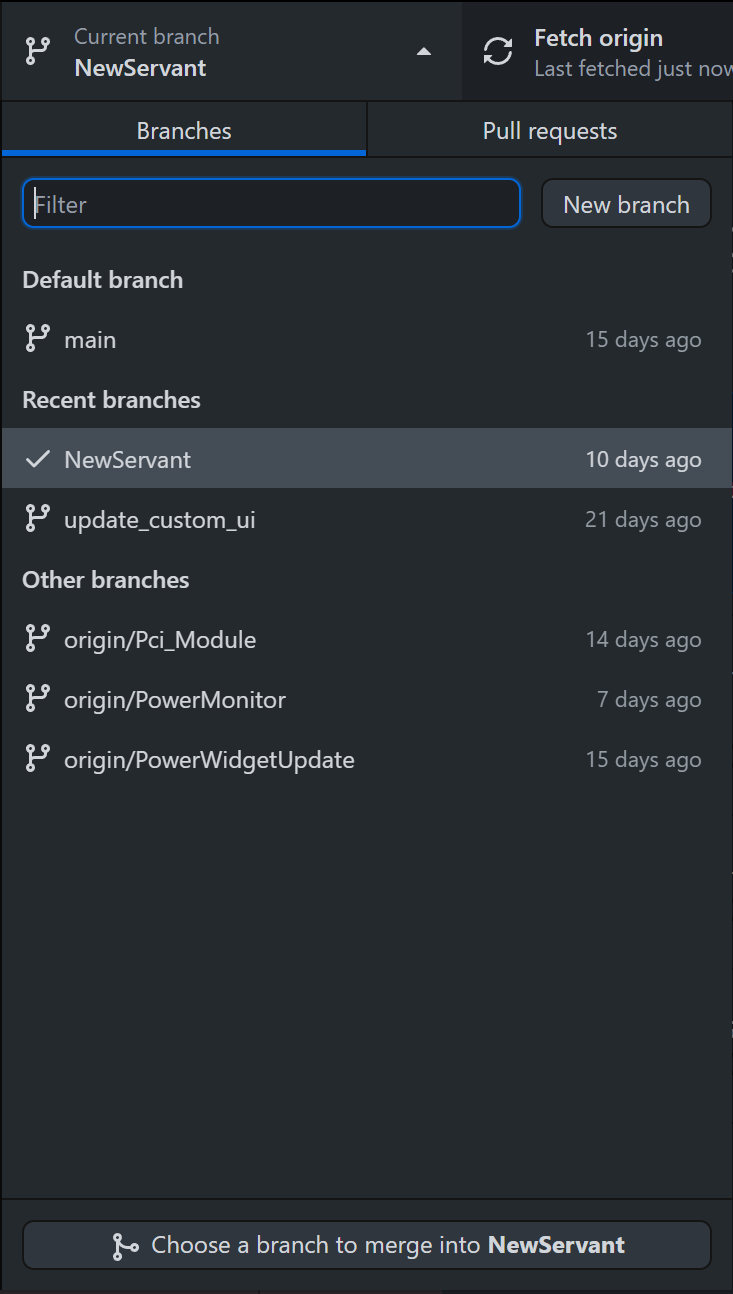 Current branch
NewServant
Fetch origin
Last fetched just now
Branches
Pull requests
Filter
New branch
Default branch
main
15 days ago
Recent branches
NewServant
10 days ago
update_custom_ui
21 days ago
Other branches
origin/Pci_Module
14 days ago
origin/PowerMonitor
7 days ago
origin/PowerWidgetUpdate
15 days ago
Choose a branch to merge into NewServant